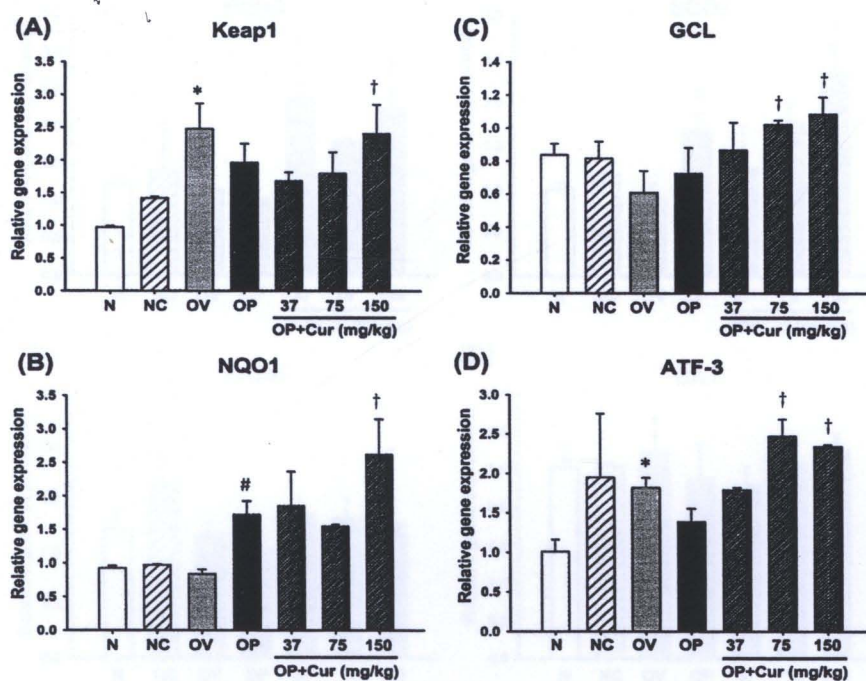 (A)
Keap1
Relative gene expression
3.5
3.0
2.5
2.0
1.5
1.0
0.5
0.0
*
†
N NC OV OP 37 75 150
OP+Cur (mg/kg)
(B)
NQO1
Relative gene expression
3.5
3.0
2.5
2.0
1.5
1.0
0.5
0.0
#
†
N NC OV OP 37 75 150
OP+Cur (mg/kg)
(C)
GCL
Relative gene expression
1.4
1.2
1.0
0.8
0.6
0.4
0.2
0.0
†
†
N NC OV OP 37 75 150
OP+Cur (mg/kg)
(D)
ATF-3
Relative gene expression
3.0
2.5
2.0
1.5
1.0
0.5
0.0
*
†
†
N NC OV OP 37 75 150
OP+Cur (mg/kg)